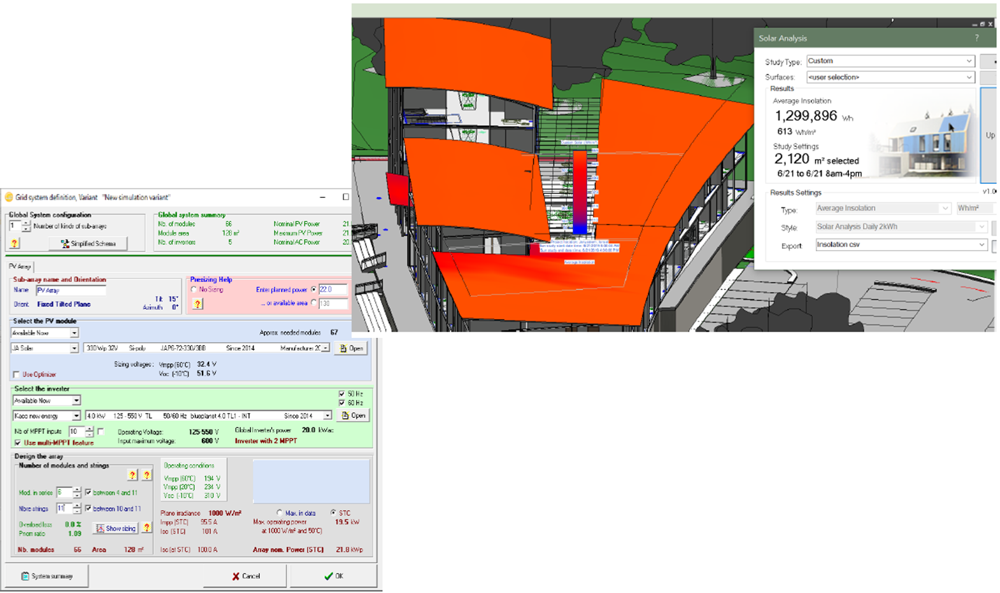 Solar Analysis
?
Study Type: Custom
Surfaces: <user selection>
Results
Average Insolation
1,299,896 Wh
613 Wh/m²
Study Settings
2,120 m² selected
6/21 to 6/21 8am-4pm
Up
v1.0
Results Settings
Type: Average Insolation Wh/m²
Style: Solar Analysis Daily 2kWh
Export: Insolation csv
Average Insolation
Grid system definition, Variant "New simulation variant"
Global System configuration
1 Number of kinds of sub-arrays
? Simplified Schema
Global system summary
Nb. of modules 66 Nominal PV Power 21.
Module area 128 m² Maximum PV Power 21.
Nb. of inverters 5 Nominal AC Power 20.
PV Array
Sub-array name and Orientation
Name PV Array
Orient. Fixed Tilted Plane
Tilt 15°
Azimuth 0°
Presizing Help
No Sizing Enter planned power 22.0
? ... or available area 130
Select the PV module
Available Now Approx. needed modules 67
JA Solar 330 Wp 32V Si-poly JAP6-72-330/3BB Since 2014 Manufacturer 20 Open
Sizing voltages : Vmpp (60°C) 32.4 V
Use Optimizer Voc (-10°C) 51.6 V
Select the inverter
Available Now 50 Hz
60 Hz
Kaco new energy 4.0 kW 125 - 550 V TL 50/60 Hz blueplanet 4.0 TL1 - INT Since 2014 Open
Nb of MPPT inputs 10 Operating Voltage: 125-550 V Global Inverter's power 20.0 kWac
Use multi-MPPT feature Input maximum voltage: 600 V Inverter with 2 MPPT
Design the array
Number of modules and strings
? ?
Mod. in series 6 between 4 and 11
Nbre strings 11 between 10 and 11
Overload loss 0.0 %
Pnom ratio 1.09
Show sizing ?
Nb. modules 66 Area 128 m²
Operating conditions
Vmpp (60°C) 194 V
Vmpp (20°C) 234 V
Voc (-10°C) 310 V
Plane irradiance 1000 W/m²
Impp (STC) 95.5 A
Isc (STC) 101 A
Isc (at STC) 100.0 A
Max. in data STC
Max. operating power 19.5 kW
at 1000 W/m² and 50°C)
Array nom. Power (STC) 21.8 kWp
System summary Cancel OK